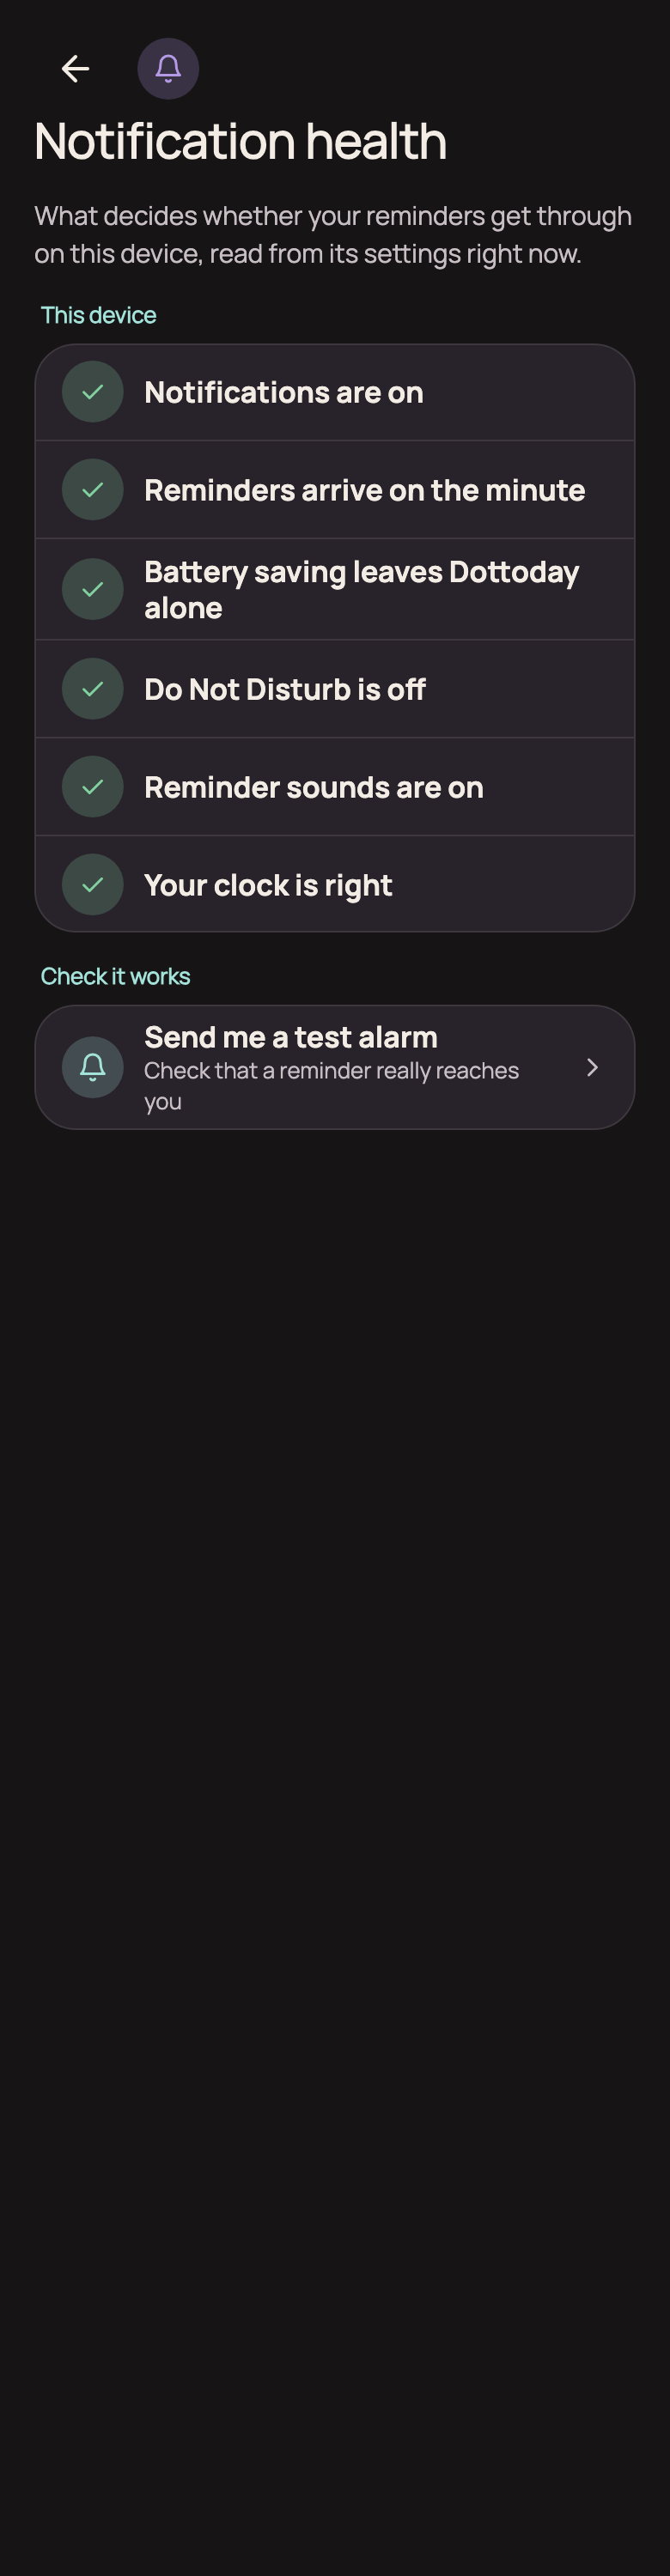 Notification health
What decides whether your reminders get through
on this device, read from its settings right now.
This device
Notifications are on
Reminders arrive on the minute
Battery saving leaves Dottoday
alone
Do Not Disturb is off
Reminder sounds are on
Your clock is right
Check it works
Send me a test alarm
Check that a reminder really reaches
you